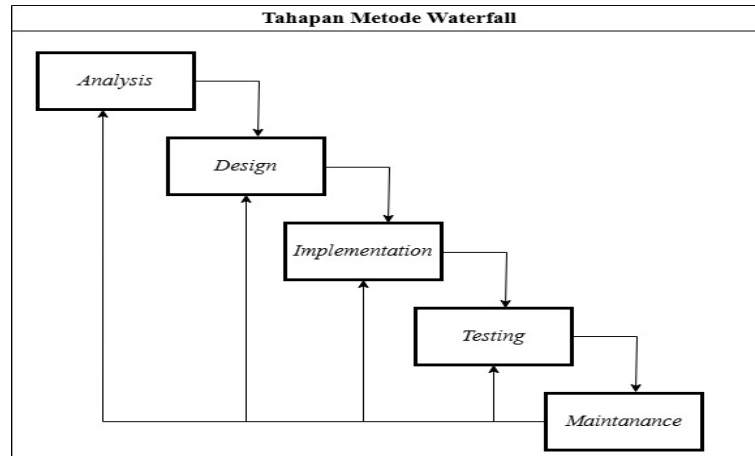 Tahapan Metode Waterfall
Analysis
Design
Implementation
Testing
Maintanance